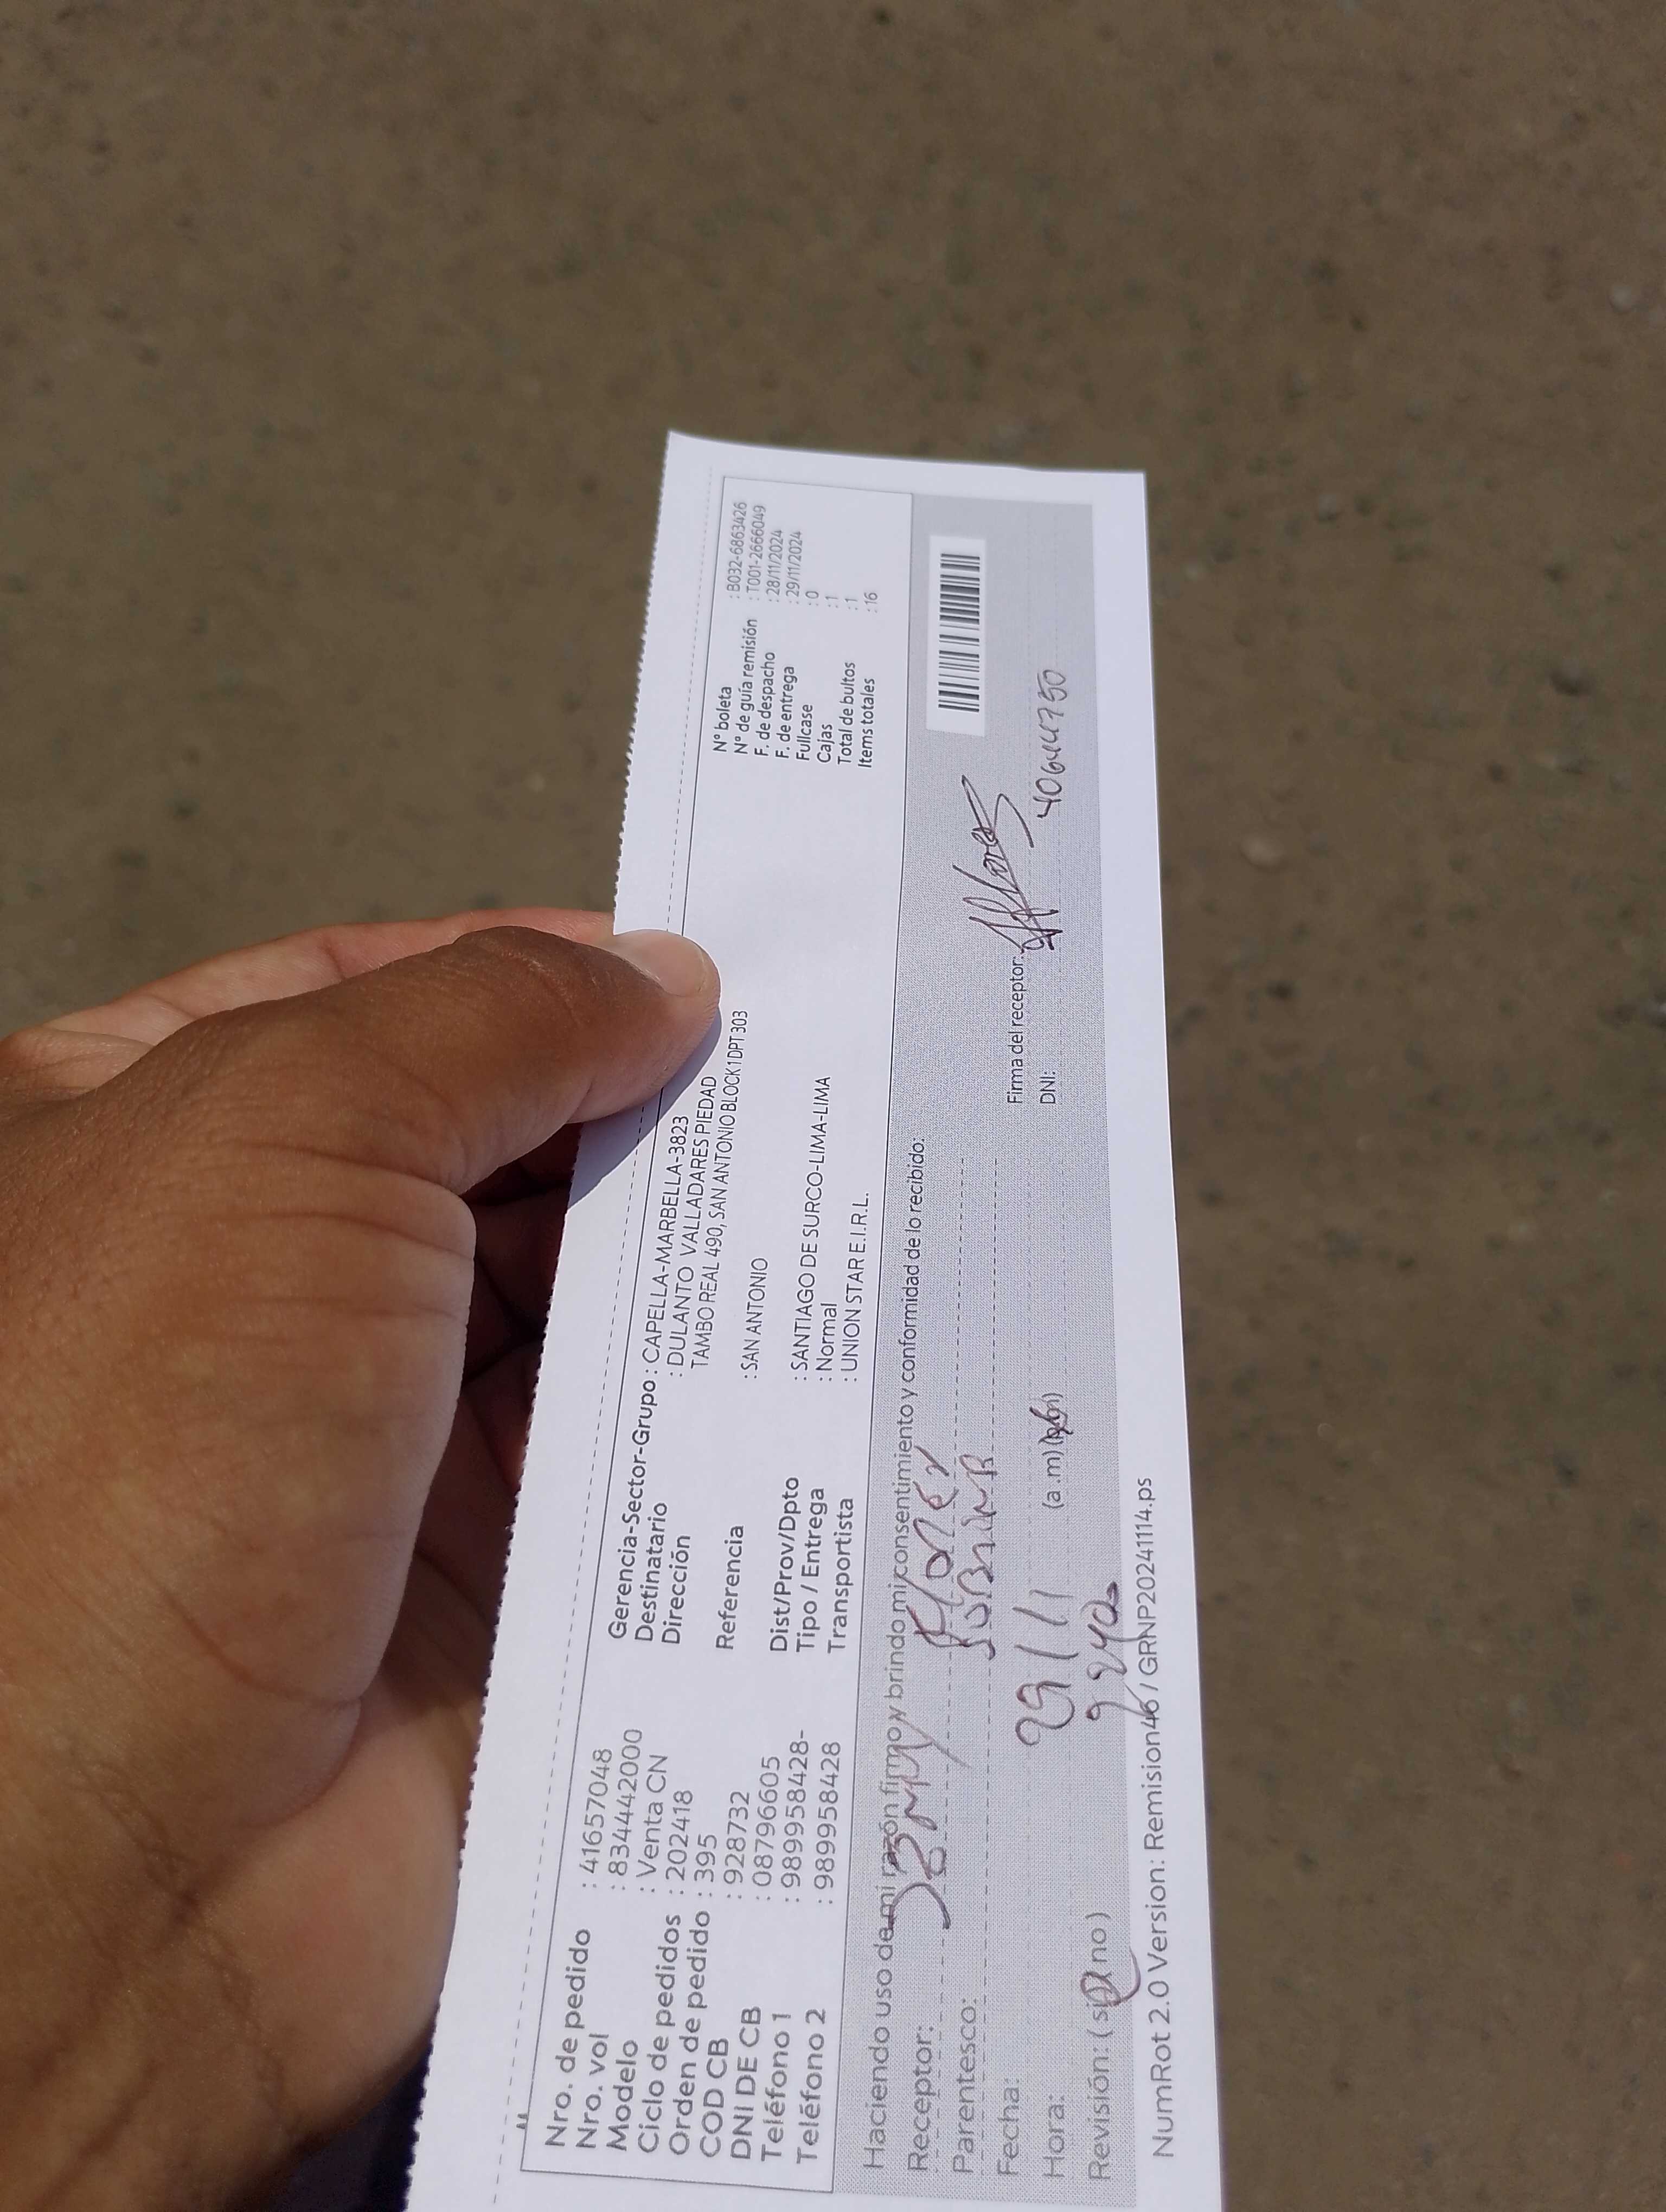 Nro. de pedido : 41657048
Nro. vol : 8344442000
Modelo : Venta CN
Ciclo de pedidos : 202418
Orden de pedido : 395
COD CB : 928732
DNI DE CB : 08796605
Teléfono 1 : 989958428-
Teléfono 2 : 989958428
Gerencia-Sector-Grupo : CAPELLA-MARBELLA-3823
Destinatario : DULANTO VALLADARES PIEDAD
Dirección TAMBO REAL 490, SAN ANTONIO BLOCK 1 DPT 303
Referencia : SAN ANTONIO
Dist/Prov/Dpto : SANTIAGO DE SURCO-LIMA-LIMA
Tipo / Entrega : Normal
Transportista : UNION STAR E.I.R.L.
N° boleta : B032-6863426
N° de guía remisión : T001-2666049
F. de despacho : 28/11/2024
F. de entrega : 29/11/2024
Fullcase : 0
Cajas : 1
Total de bultos : 1
Items totales : 16
Haciendo uso de mi razón firmo y brindo mi consentimiento y conformidad de lo recibido:
Receptor: Flores
Parentesco: SOBRINA
Fecha: 29/11
Hora: (a .m)
Revisión: (si / no)
Firma del receptor:
DNI: 40644750
NumRot 2.0 Version: Remision46 / GRNP20241114.ps